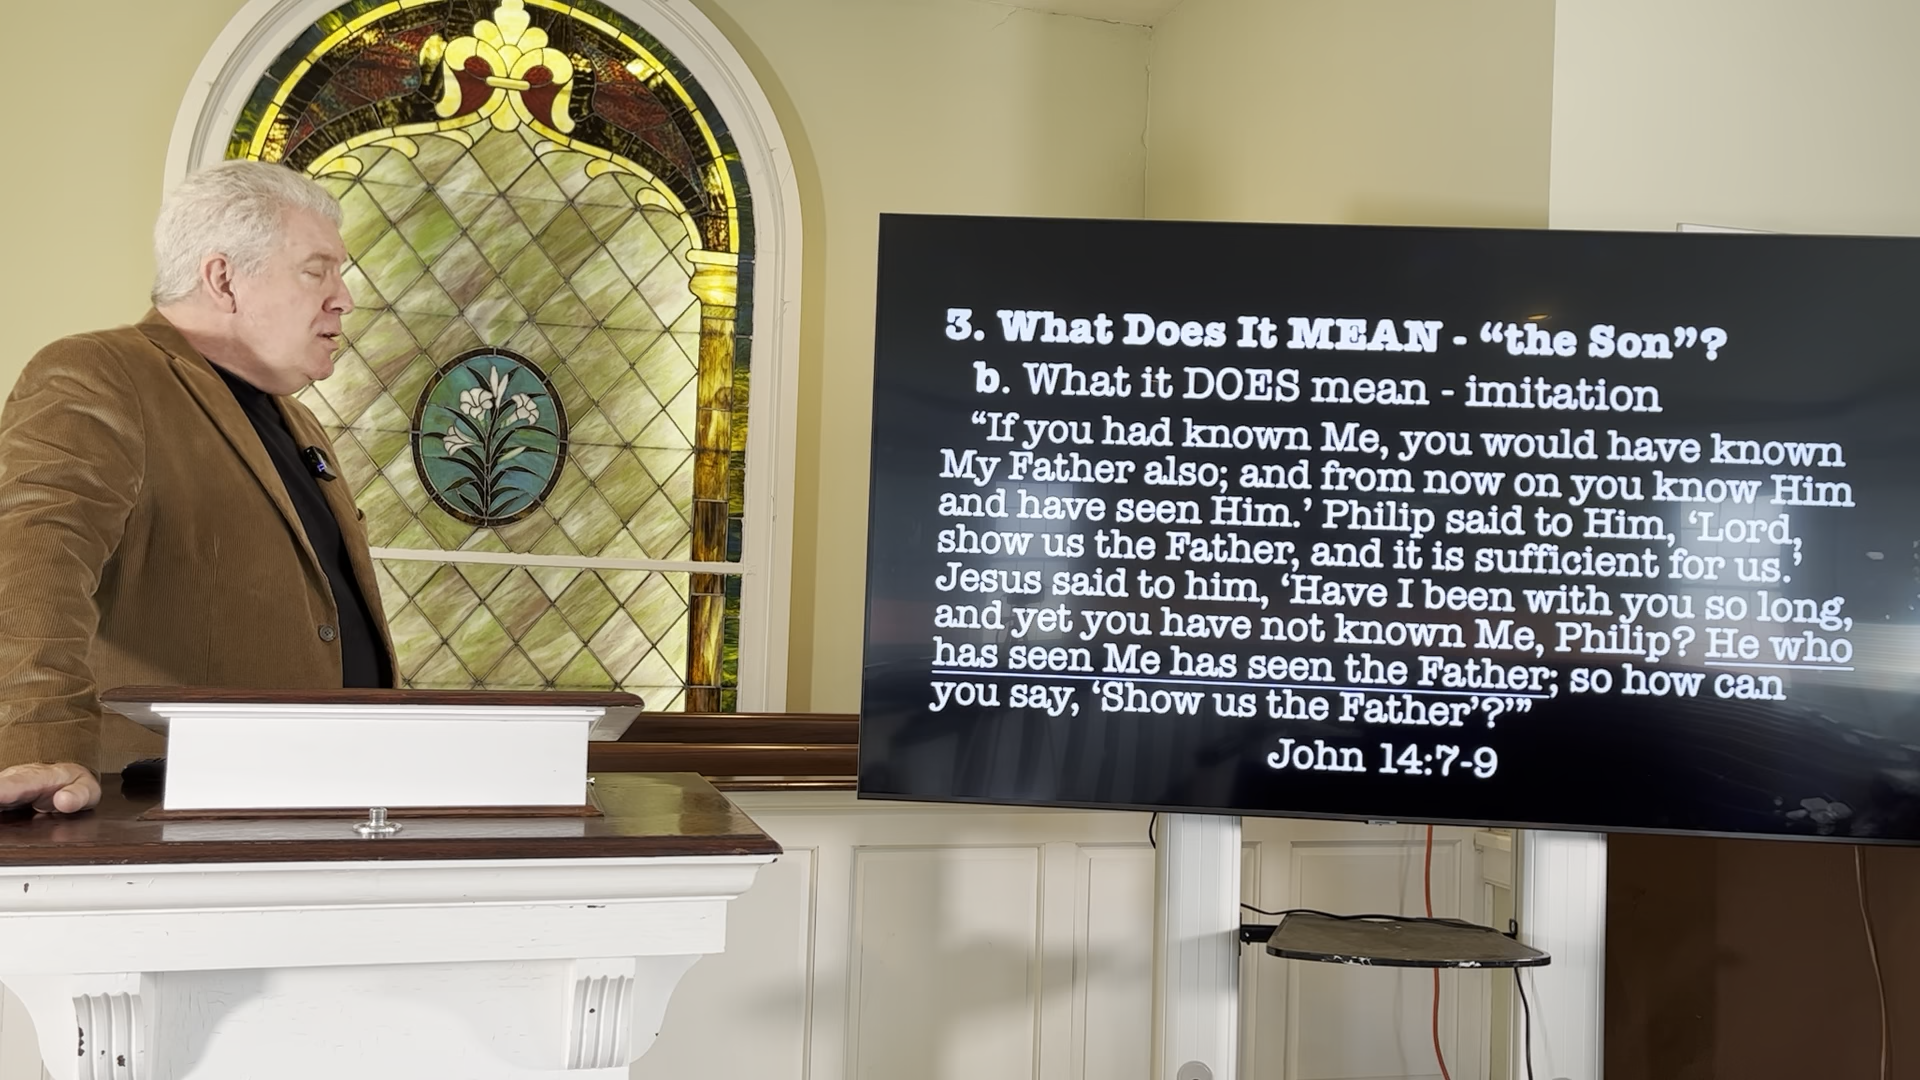 3. What Does It MEAN - “the Son”?
b. What it DOES mean - imitation
“If you had known Me, you would have known
My Father also; and from now on you know Him
and have seen Him.’ Philip said to Him, ‘Lord,
show us the Father, and it is sufficient for us.’
Jesus said to him, ‘Have I been with you so long,
and yet you have not known Me, Philip? He who
has seen Me has seen the Father; so how can
you say, ‘Show us the Father’?’”
John 14:7-9